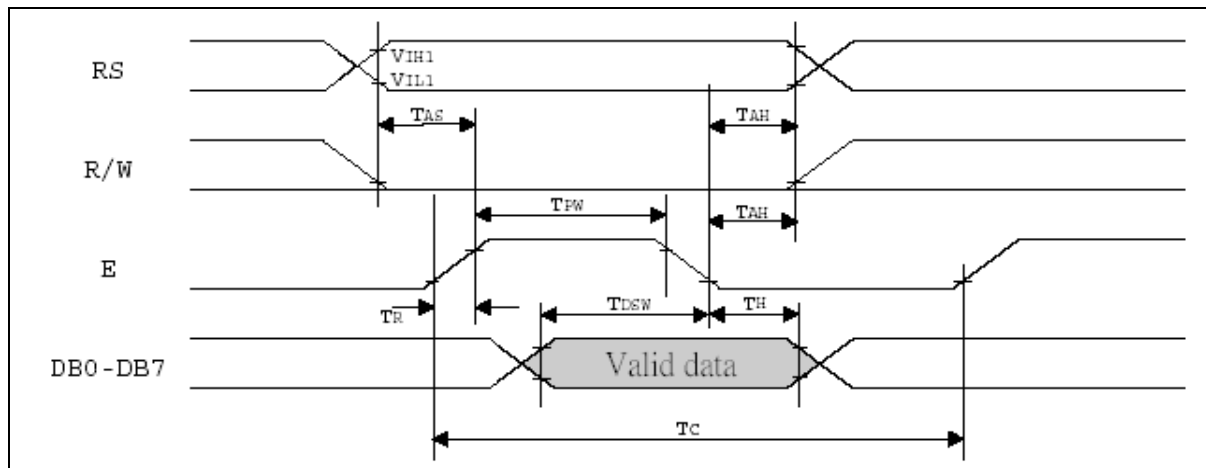 RS
VIH1
VIL1
TAS
TAH
R/W
TPW
TAH
E
TR
TDSW
TH
DB0-DB7
Valid data
TC